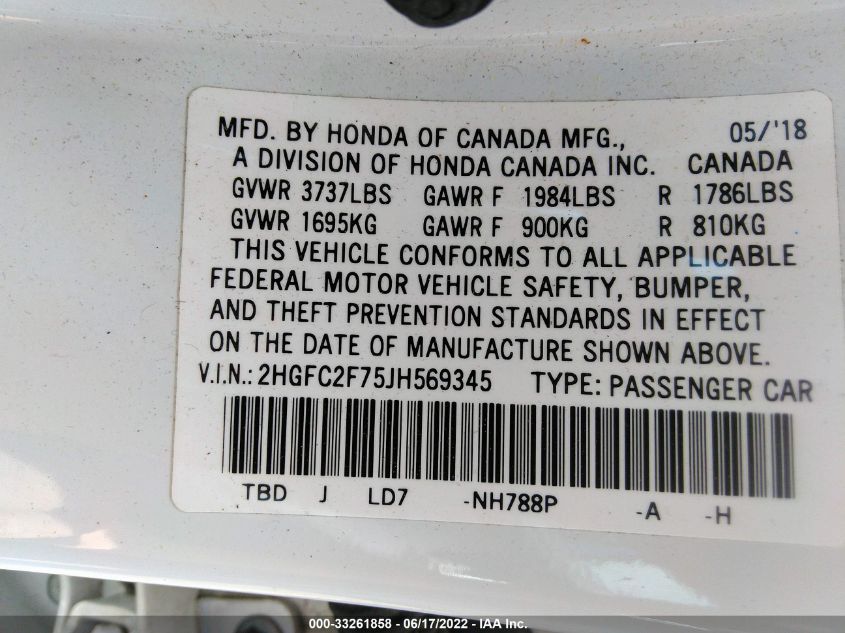 MFD. BY HONDA OF CANADA MFG., 05/'18
A DIVISION OF HONDA CANADA INC. CANADA
GVWR 3737LBS GAWR F 1984LBS R 1786LBS
GVWR 1695KG GAWR F 900KG R 810KG
THIS VEHICLE CONFORMS TO ALL APPLICABLE
FEDERAL MOTOR VEHICLE SAFETY, BUMPER,
AND THEFT PREVENTION STANDARDS IN EFFECT
ON THE DATE OF MANUFACTURE SHOWN ABOVE.
V.I.N.: 2HGFC2F75JH569345 TYPE: PASSENGER CAR
TBD J LD7 -NH788P -A -H
000-33261858 - 06/17/2022 - IAA Inc.